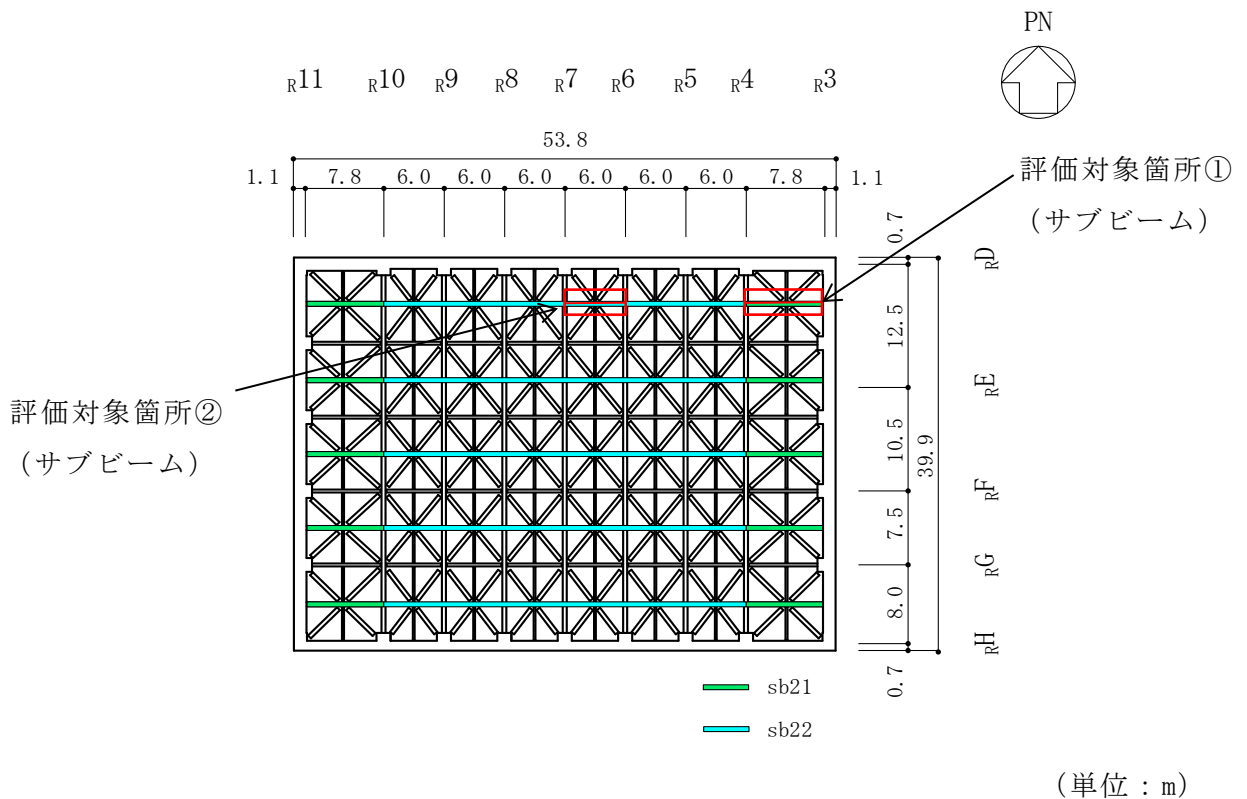 PN
R11 R10 R9 R8 R7 R6 R5 R4 R3
53.8
1.1 7.8 6.0 6.0 6.0 6.0 6.0 6.0 7.8 1.1
評価対象箇所①
（サブビーム）
0.7
RD
12.5
RE
10.5
39.9
RF
7.5
RG
8.0
RH
0.7
評価対象箇所②
（サブビーム）
sb21
sb22
（単位：m）